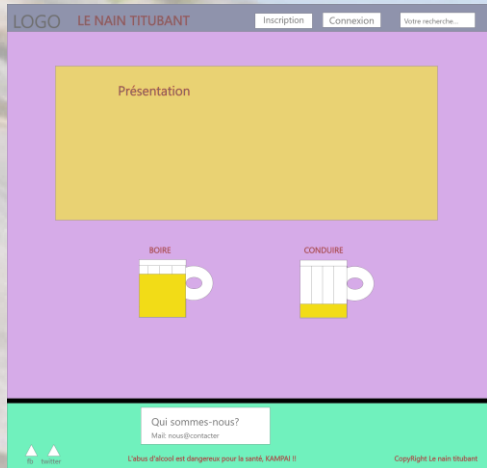 LOGO LE NAIN TITUBANT Inscription Connexion Votre recherche...
Présentation
BOIRE CONDUIRE
Qui sommes-nous?
Mail: nous@contacter
fb twitter L'abus d'alcool est dangereux pour la santé, KAMPAI !! CopyRight Le nain titubant